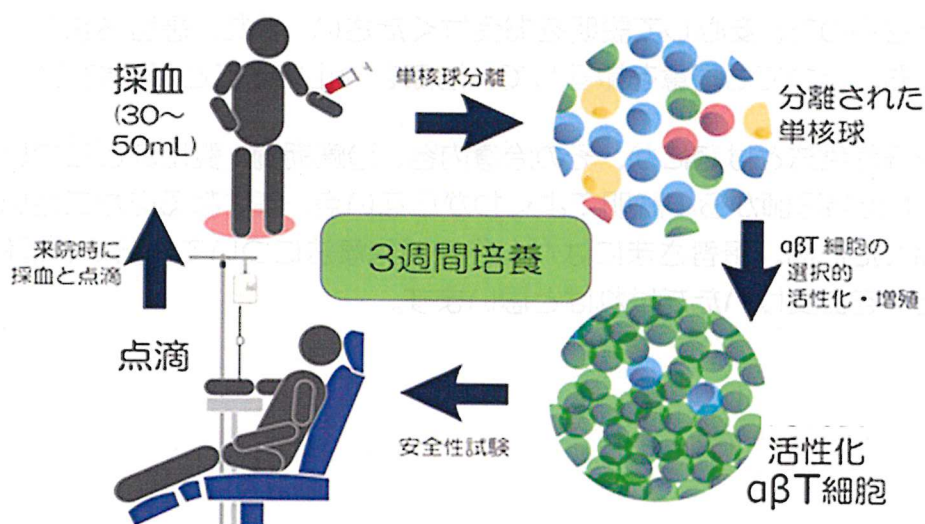 採血
(30～
50mL)
単核球分離
分離された
単核球
来院時に
採血と点滴
3週間培養
αβT 細胞の
選択的
活性化・増殖
点滴
安全性試験
活性化
αβT細胞